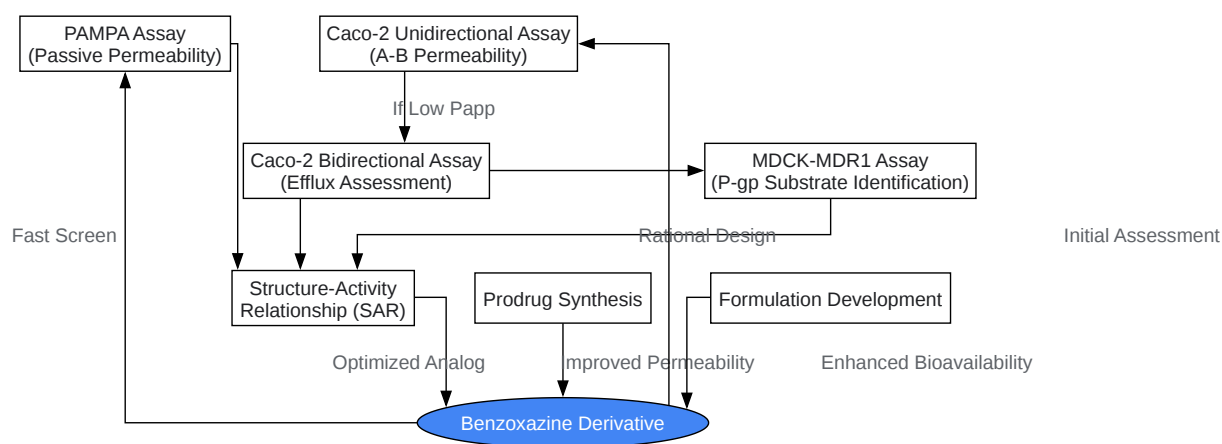 PAMPA Assay
(Passive Permeability)
Caco-2 Unidirectional Assay
(A-B Permeability)
If Low Papp
Caco-2 Bidirectional Assay
(Efflux Assessment)
MDCK-MDR1 Assay
(P-gp Substrate Identification)
Fast Screen
Rational Design
Initial Assessment
Structure-Activity
Relationship (SAR)
Prodrug Synthesis
Formulation Development
Optimized Analog
Improved Permeability
Enhanced Bioavailability
Benzoxazine Derivative